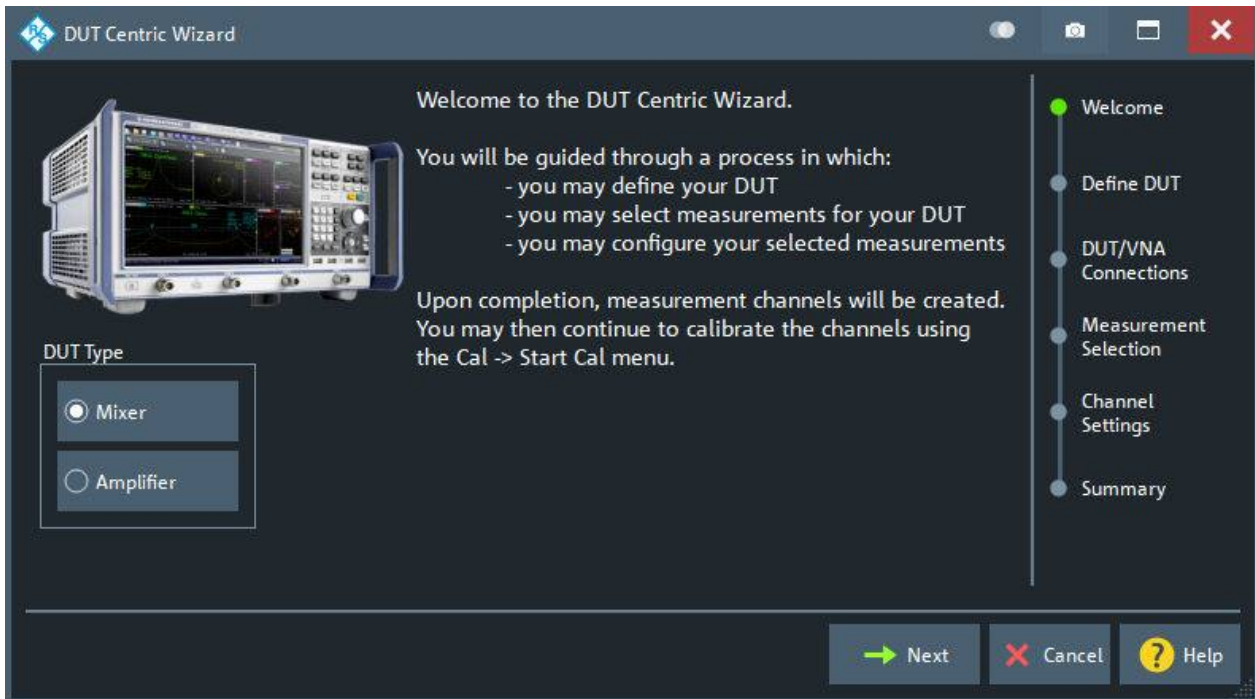 DUT Centric Wizard
Welcome to the DUT Centric Wizard.
You will be guided through a process in which:
- you may define your DUT
- you may select measurements for your DUT
- you may configure your selected measurements
Upon completion, measurement channels will be created.
You may then continue to calibrate the channels using
the Cal -> Start Cal menu.
DUT Type
Mixer
Amplifier
Welcome
Define DUT
DUT/VNA
Connections
Measurement
Selection
Channel
Settings
Summary
Next
Cancel
? Help